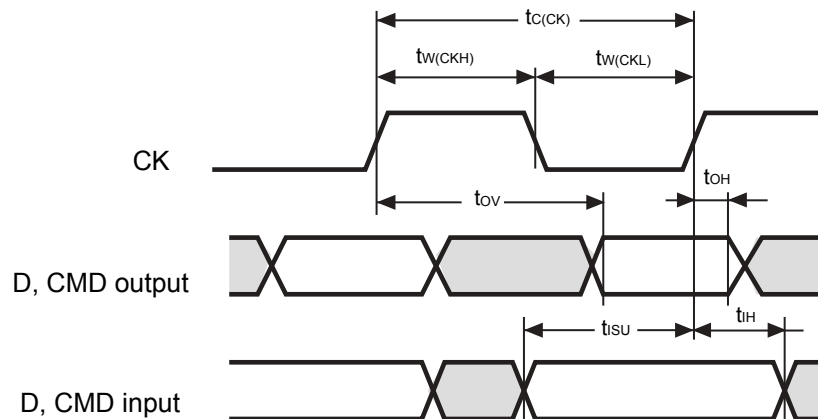 tC(CK)
tW(CKH) tW(CKL)
CK
tOH
tOV
D, CMD output
tISU tIH
D, CMD input